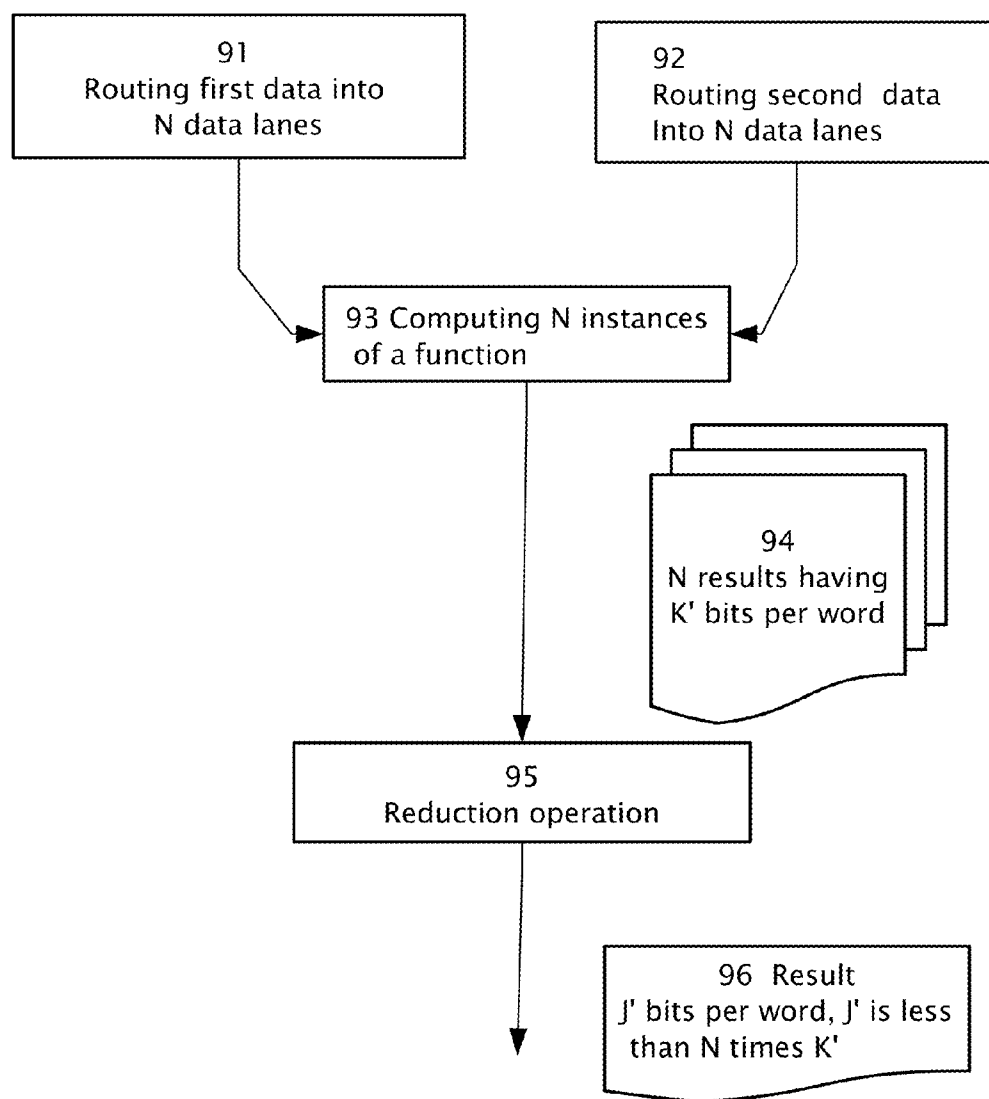 91
Routing first data into
N data lanes
92
Routing second data
Into N data lanes
93 Computing N instances
of a function
94
N results having
K' bits per word
95
Reduction operation
96 Result
J' bits per word, J' is less
than N times K'